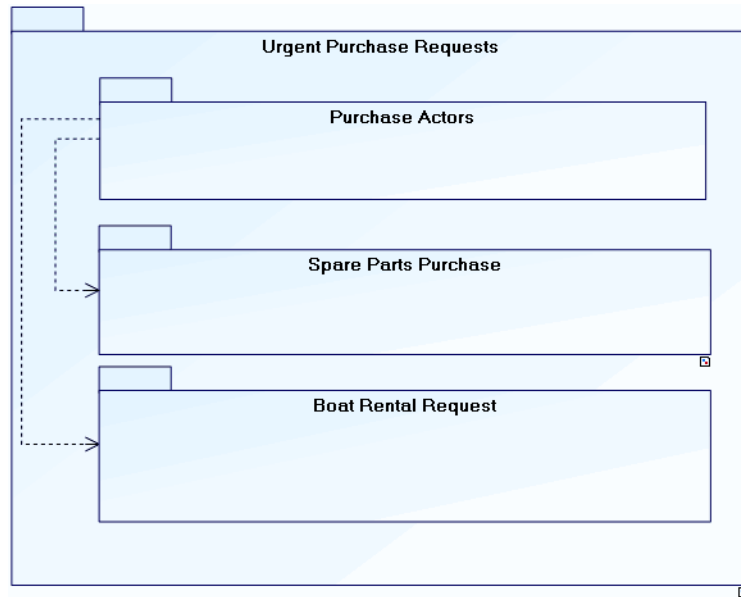 Urgent Purchase Requests
Purchase Actors
Spare Parts Purchase
Boat Rental Request